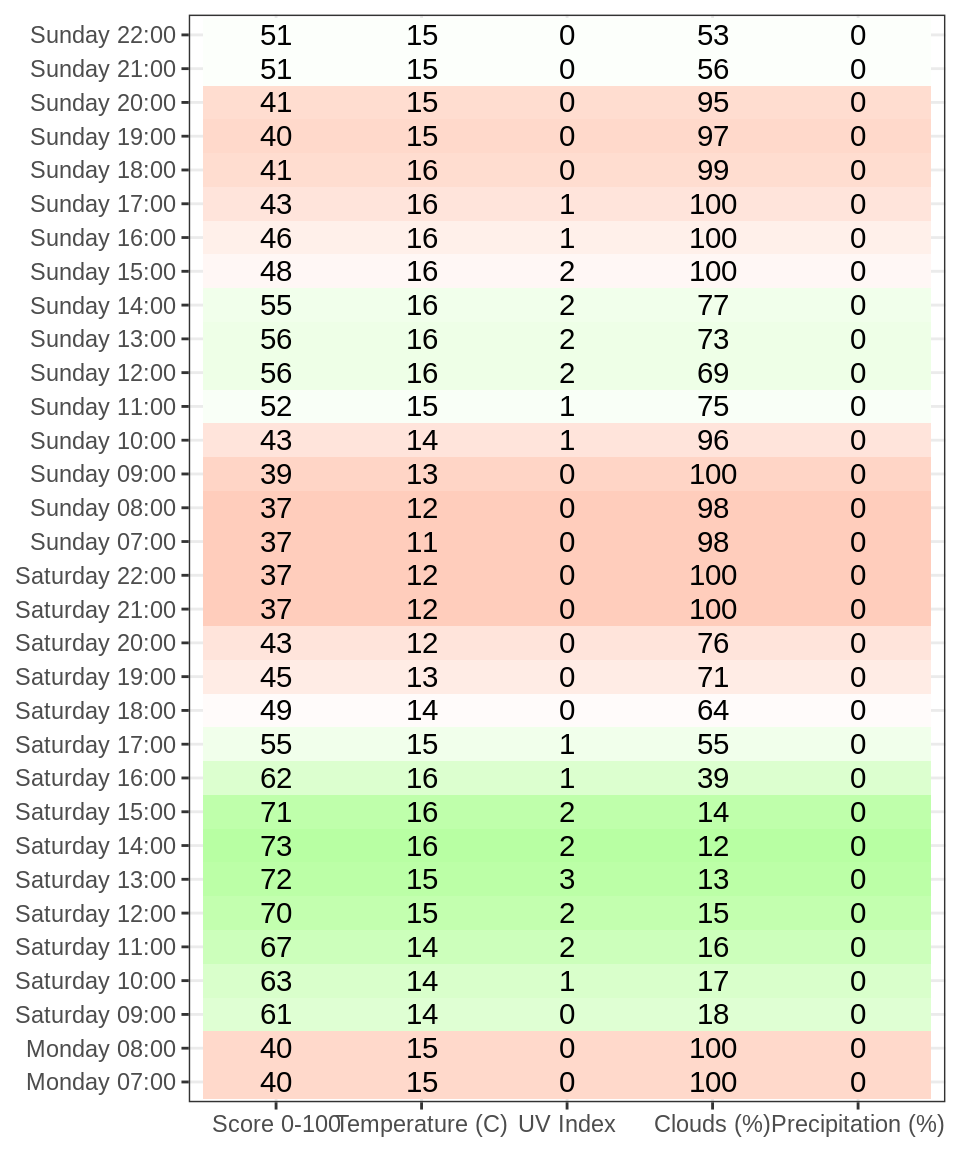 Sunday 22:00 51 15 0 53 0
Sunday 21:00 51 15 0 56 0
Sunday 20:00 41 15 0 95 0
Sunday 19:00 40 15 0 97 0
Sunday 18:00 41 16 0 99 0
Sunday 17:00 43 16 1 100 0
Sunday 16:00 46 16 1 100 0
Sunday 15:00 48 16 2 100 0
Sunday 14:00 55 16 2 77 0
Sunday 13:00 56 16 2 73 0
Sunday 12:00 56 16 2 69 0
Sunday 11:00 52 15 1 75 0
Sunday 10:00 43 14 1 96 0
Sunday 09:00 39 13 0 100 0
Sunday 08:00 37 12 0 98 0
Sunday 07:00 37 11 0 98 0
Saturday 22:00 37 12 0 100 0
Saturday 21:00 37 12 0 100 0
Saturday 20:00 43 12 0 76 0
Saturday 19:00 45 13 0 71 0
Saturday 18:00 49 14 0 64 0
Saturday 17:00 55 15 1 55 0
Saturday 16:00 62 16 1 39 0
Saturday 15:00 71 16 2 14 0
Saturday 14:00 73 16 2 12 0
Saturday 13:00 72 15 3 13 0
Saturday 12:00 70 15 2 15 0
Saturday 11:00 67 14 2 16 0
Saturday 10:00 63 14 1 17 0
Saturday 09:00 61 14 0 18 0
Monday 08:00 40 15 0 100 0
Monday 07:00 40 15 0 100 0
Score 0-100 Temperature (C) UV Index Clouds (%) Precipitation (%)